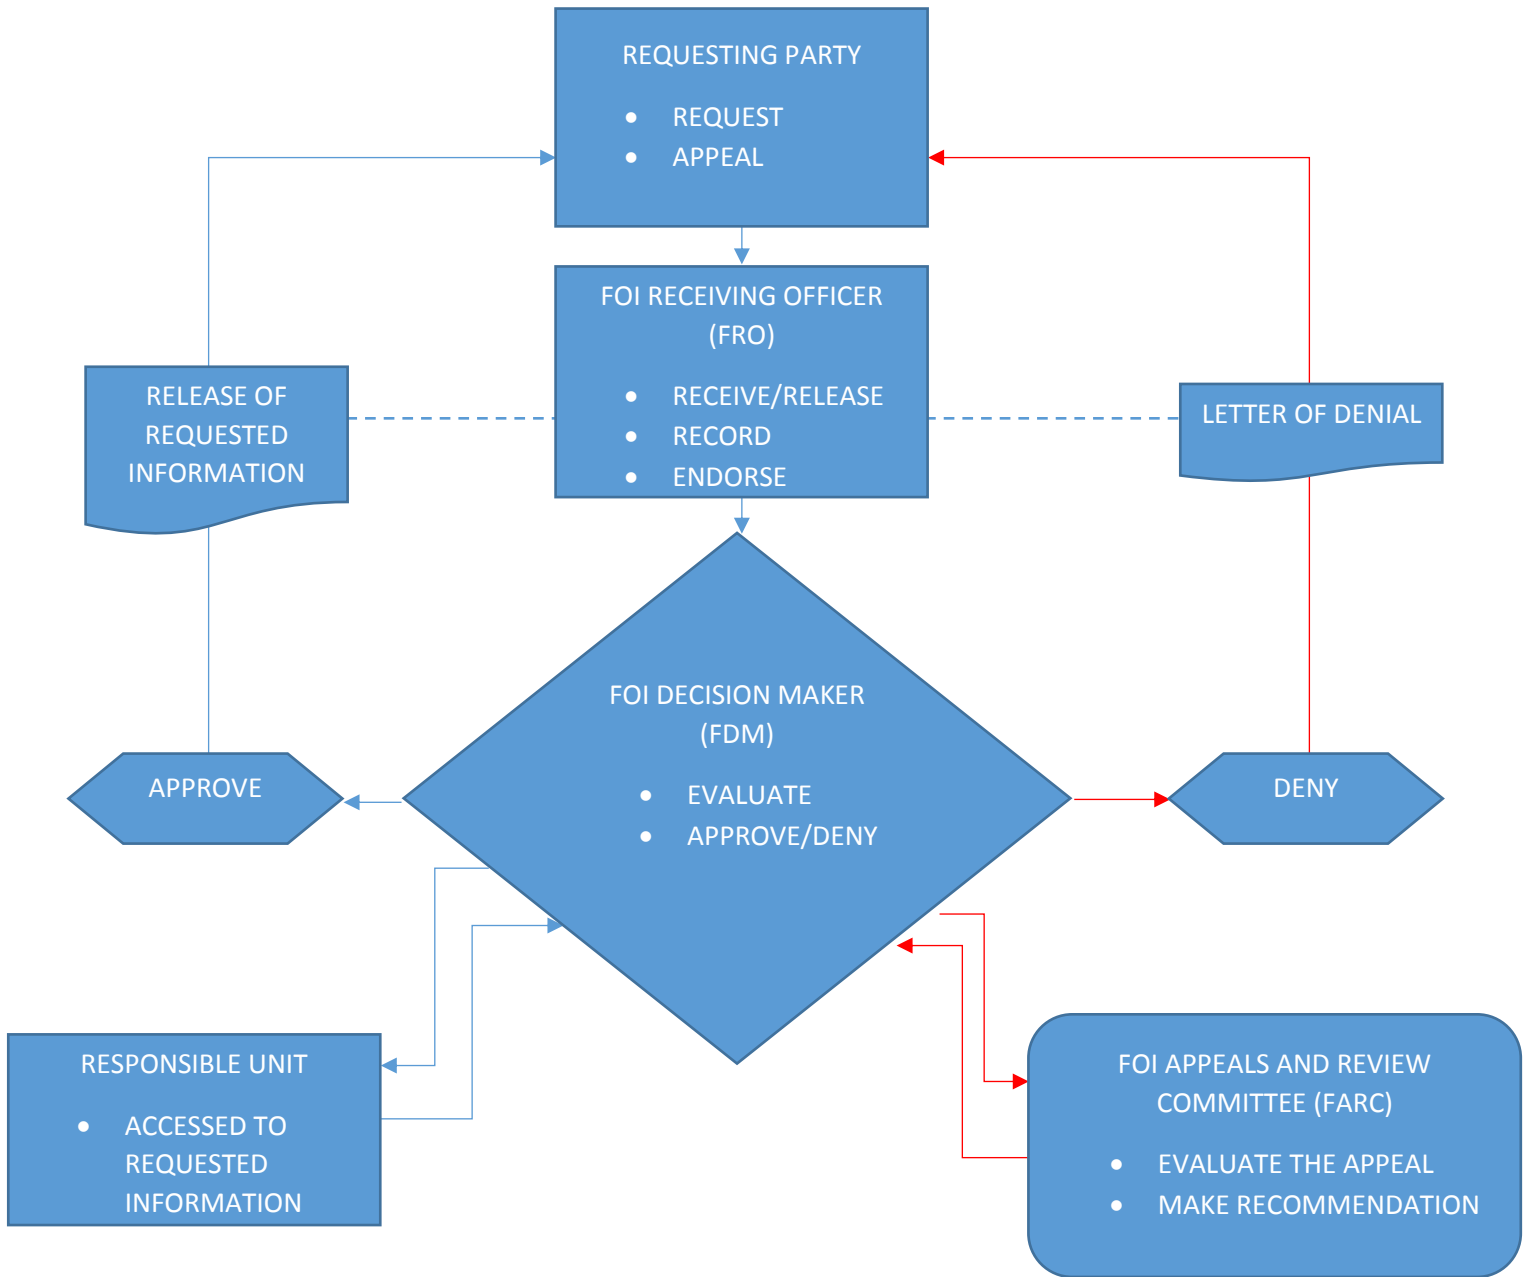 REQUESTING PARTY
● REQUEST
● APPEAL
FOI RECEIVING OFFICER
(FRO)
● RECEIVE/RELEASE
● RECORD
● ENDORSE
RELEASE OF
REQUESTED
INFORMATION
LETTER OF DENIAL
FOI DECISION MAKER
(FDM)
● EVALUATE
● APPROVE/DENY
APPROVE
DENY
RESPONSIBLE UNIT
● ACCESSED TO
REQUESTED
INFORMATION
FOI APPEALS AND REVIEW
COMMITTEE (FARC)
● EVALUATE THE APPEAL
● MAKE RECOMMENDATION